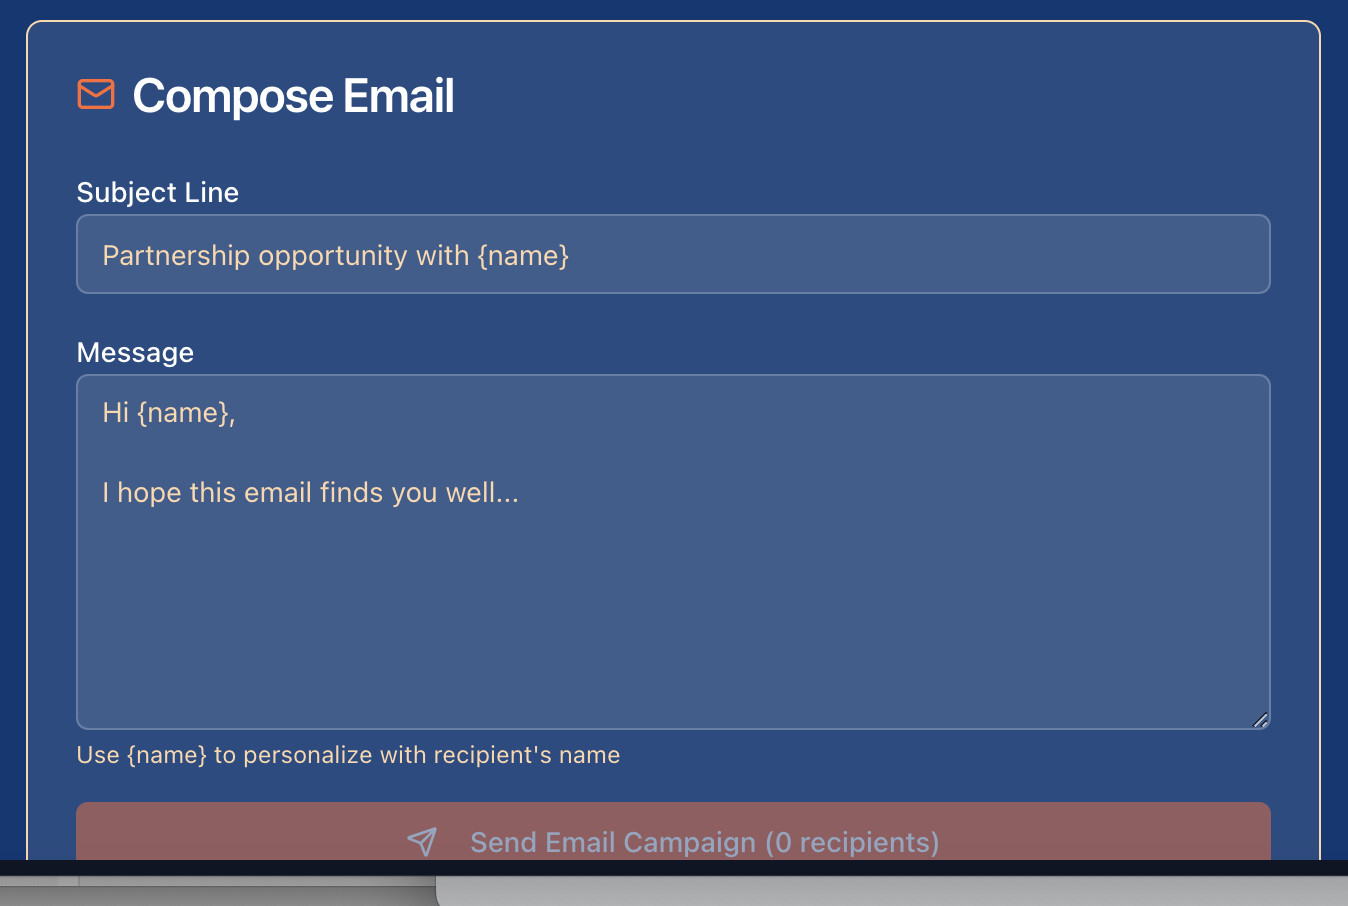 Compose Email
Subject Line
Partnership opportunity with {name}
Message
Hi {name},
I hope this email finds you well...
Use {name} to personalize with recipient's name
Send Email Campaign (0 recipients)